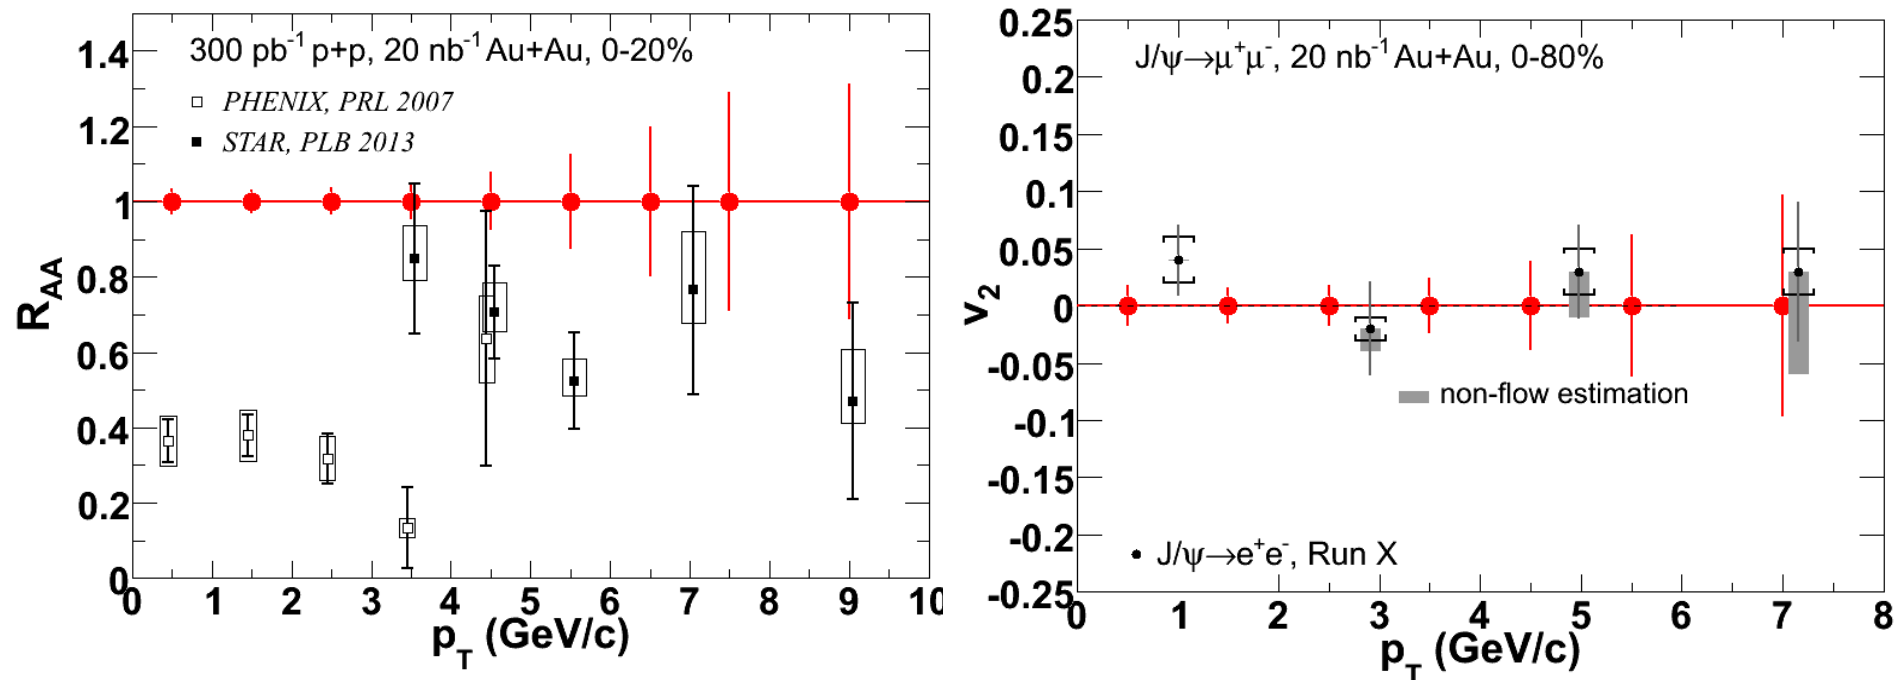 300 pb⁻¹ p+p, 20 nb⁻¹ Au+Au, 0-20%
PHENIX, PRL 2007
STAR, PLB 2013
R_AA
1.4
1.2
1
0.8
0.6
0.4
0.2
0
0 1 2 3 4 5 6 7 8 9 10
p_T (GeV/c)
J/ψ→μ⁺μ⁻, 20 nb⁻¹ Au+Au, 0-80%
v₂
0.25
0.2
0.15
0.1
0.05
0
-0.05
-0.1
-0.15
-0.2
-0.25
non-flow estimation
J/ψ→e⁺e⁻, Run X
0 1 2 3 4 5 6 7 8
p_T (GeV/c)